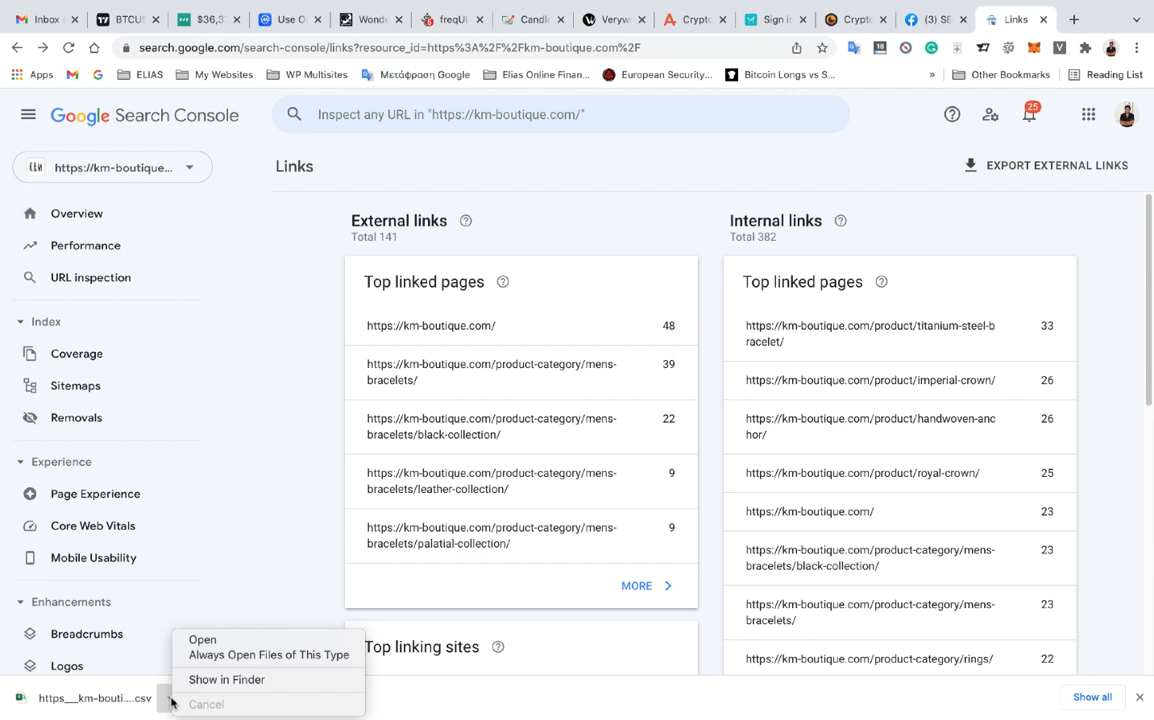 Inbox (
BTCUS
$36,3
Use O
Wonde
freqUI
Candle
Veryw
Crypto
Sign in
Crypto
(3) SE
Links
search.google.com/search-console/links?resource_id=https%3A%2F%2Fkm-boutique.com%2F
Apps
ELIAS
My Websites
WP Multisites
Μετάφραση Google
Elias Online Finan...
European Security...
Bitcoin Longs vs S...
»
Other Bookmarks
Reading List
Google Search Console
Inspect any URL in "https://km-boutique.com/"
25
https://km-boutique...
Links
EXPORT EXTERNAL LINKS
Overview
Performance
URL inspection
Index
Coverage
Sitemaps
Removals
Experience
Page Experience
Core Web Vitals
Mobile Usability
Enhancements
Breadcrumbs
Logos
External links
Total 141
Top linked pages
https://km-boutique.com/ 48
https://km-boutique.com/product-category/mens- 39
bracelets/
https://km-boutique.com/product-category/mens- 22
bracelets/black-collection/
https://km-boutique.com/product-category/mens- 9
bracelets/leather-collection/
https://km-boutique.com/product-category/mens- 9
bracelets/palatial-collection/
MORE
Top linking sites
Internal links
Total 382
Top linked pages
https://km-boutique.com/product/titanium-steel-b 33
racelet/
https://km-boutique.com/product/imperial-crown/ 26
https://km-boutique.com/product/handwoven-anc 26
hor/
https://km-boutique.com/product/royal-crown/ 25
https://km-boutique.com/ 23
https://km-boutique.com/product-category/mens- 23
bracelets/black-collection/
https://km-boutique.com/product-category/mens- 23
bracelets/
https://km-boutique.com/product-category/rings/ 22
Open
Always Open Files of This Type
Show in Finder
Cancel
https__km-bouti....csv
Show all